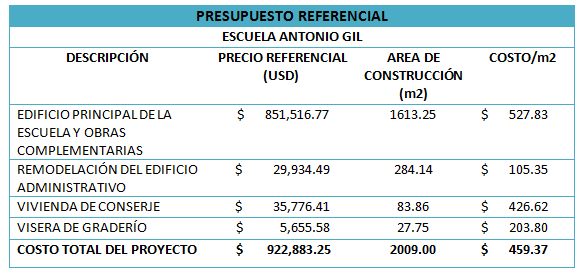 PRESUPUESTO REFERENCIAL
ESCUELA ANTONIO GIL
DESCRIPCIÓN PRECIO REFERENCIAL (USD) AREA DE CONSTRUCCIÓN (m2) COSTO/m2
EDIFICIO PRINCIPAL DE LA ESCUELA Y OBRAS COMPLEMENTARIAS $ 851,516.77 1613.25 $ 527.83
REMODELACIÓN DEL EDIFICIO ADMINISTRATIVO $ 29,934.49 284.14 $ 105.35
VIVIENDA DE CONSERJE $ 35,776.41 83.86 $ 426.62
VISERA DE GRADERÍO $ 5,655.58 27.75 $ 203.80
COSTO TOTAL DEL PROYECTO $ 922,883.25 2009.00 $ 459.37